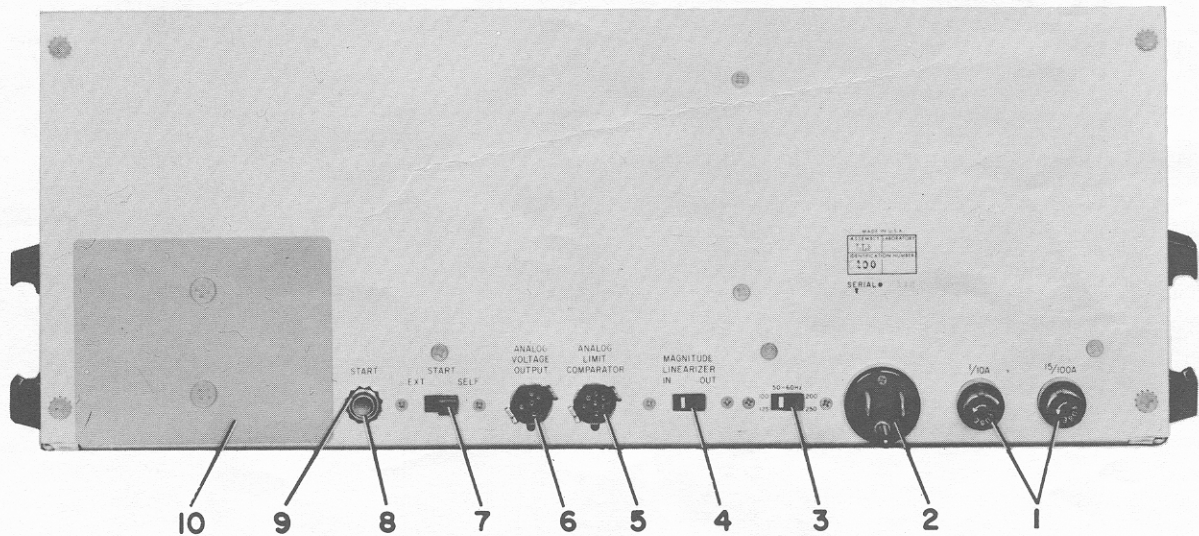 MADE IN U.S.A.
ASSEMBLY LABORATORY
IDENTIFICATION NUMBER
100
SERIAL
START
START
EXT SELF
ANALOG
VOLTAGE
OUTPUT
ANALOG
LIMIT
COMPARATOR
MAGNITUDE
LINEARIZER
IN OUT
50-60Hz
100 200
125 250
1/10A
15/100A
10 9 8 7 6 5 4 3 2 1